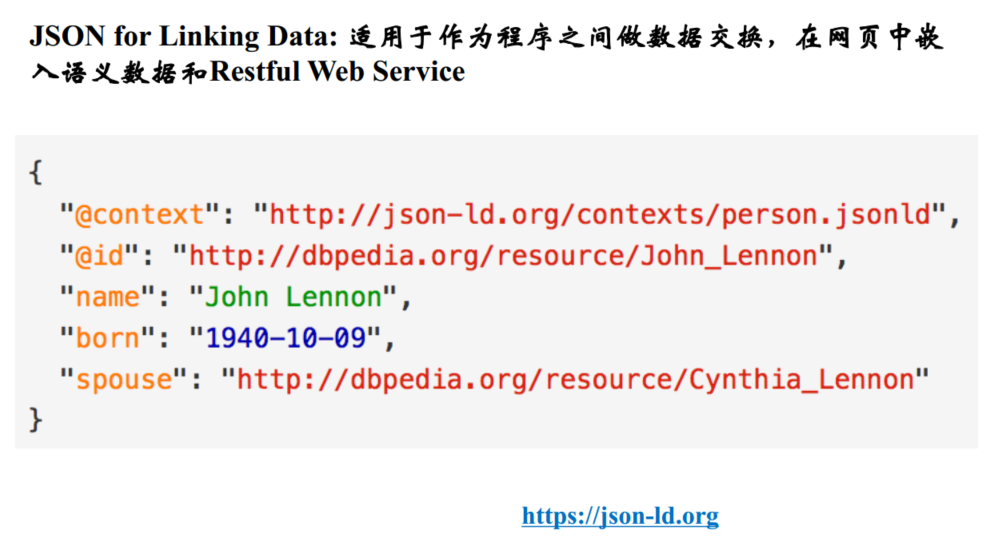 JSON for Linking Data: 适用于作为程序之间做数据交换，在网页中嵌
入语义数据和Restful Web Service
{
  "@context": "http://json-ld.org/contexts/person.jsonld",
  "@id": "http://dbpedia.org/resource/John_Lennon",
  "name": "John Lennon",
  "born": "1940-10-09",
  "spouse": "http://dbpedia.org/resource/Cynthia_Lennon"
}
https://json-ld.org